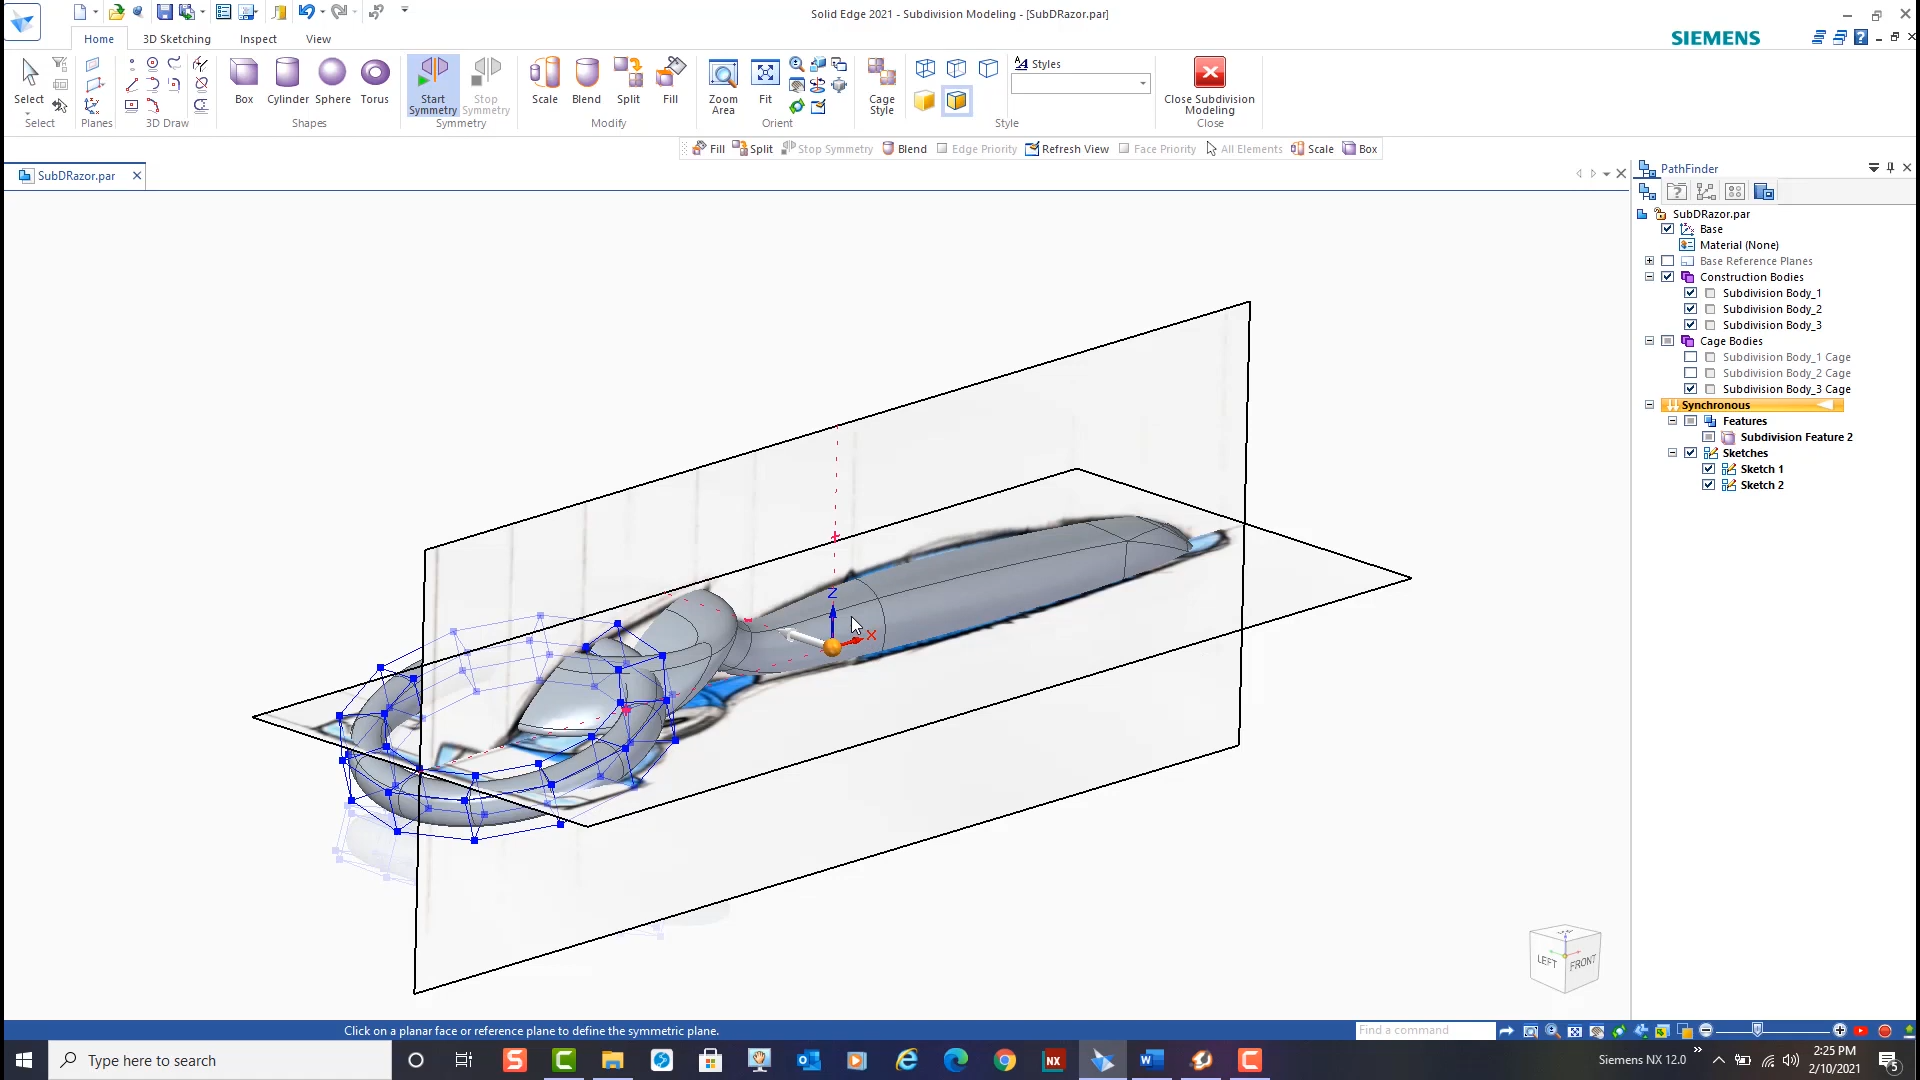 Solid Edge 2021 - Subdivision Modeling - [SubDRazor.par]
Home 3D Sketching Inspect View
SIEMENS
Select Box Cylinder Sphere Torus Start Symmetry Stop Symmetry Scale Blend Split Fill Zoom Area Fit Cage Style Styles Close Subdivision Modeling
Select Planes 3D Draw Shapes Symmetry Modify Orient Style Close
Fill Split Stop Symmetry Blend Edge Priority Refresh View Face Priority All Elements Scale Box
SubDRazor.par
PathFinder
SubDRazor.par
Base
Material (None)
Base Reference Planes
Construction Bodies
Subdivision Body_1
Subdivision Body_2
Subdivision Body_3
Cage Bodies
Subdivision Body_1 Cage
Subdivision Body_2 Cage
Subdivision Body_3 Cage
Synchronous
Features
Subdivision Feature 2
Sketches
Sketch 1
Sketch 2
Z
X
LEFT FRONT
Click on a planar face or reference plane to define the symmetric plane.
Find a command
Type here to search
NX
Siemens NX 12.0
2:25 PM
2/10/2021
5